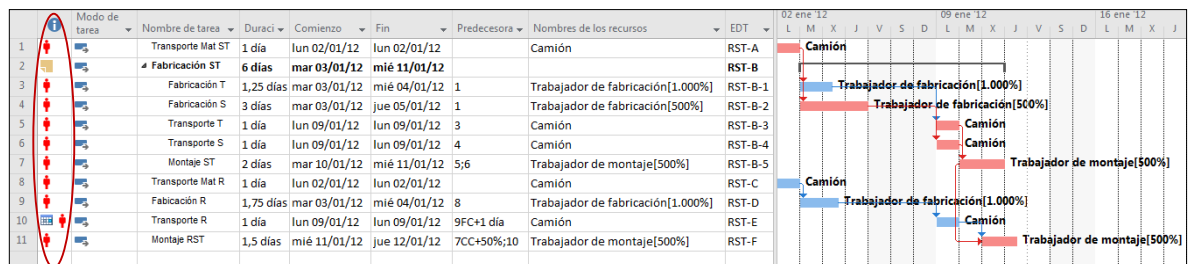 Modo de tarea Nombre de tarea Duraci Comienzo Fin Predecesora Nombres de los recursos EDT
02 ene '12 09 ene '12 16 ene '12
L M X J V S D L M X J V S D L M X J
1 Transporte Mat ST 1 día lun 02/01/12 lun 02/01/12 Camión RST-A Camión
2 Fabricación ST 6 días mar 03/01/12 mié 11/01/12 RST-B
3 Fabricación T 1,25 días mar 03/01/12 mié 04/01/12 1 Trabajador de fabricación[1.000%] RST-B-1 Trabajador de fabricación[1.000%]
4 Fabricación S 3 días mar 03/01/12 jue 05/01/12 1 Trabajador de fabricación[500%] RST-B-2 Trabajador de fabricación[500%]
5 Transporte T 1 día lun 09/01/12 lun 09/01/12 3 Camión RST-B-3 Camión
6 Transporte S 1 día lun 09/01/12 lun 09/01/12 4 Camión RST-B-4 Camión
7 Montaje ST 2 días mar 10/01/12 mié 11/01/12 5;6 Trabajador de montaje[500%] RST-B-5 Trabajador de montaje[500%]
8 Transporte Mat R 1 día lun 02/01/12 lun 02/01/12 Camión RST-C Camión
9 Fabicación R 1,75 días mar 03/01/12 mié 04/01/12 8 Trabajador de fabricación[1.000%] RST-D Trabajador de fabricación[1.000%]
10 Transporte R 1 día lun 09/01/12 lun 09/01/12 9FC+1 día Camión RST-E Camión
11 Montaje RST 1,5 días mié 11/01/12 jue 12/01/12 7CC+50%;10 Trabajador de montaje[500%] RST-F Trabajador de montaje[500%]